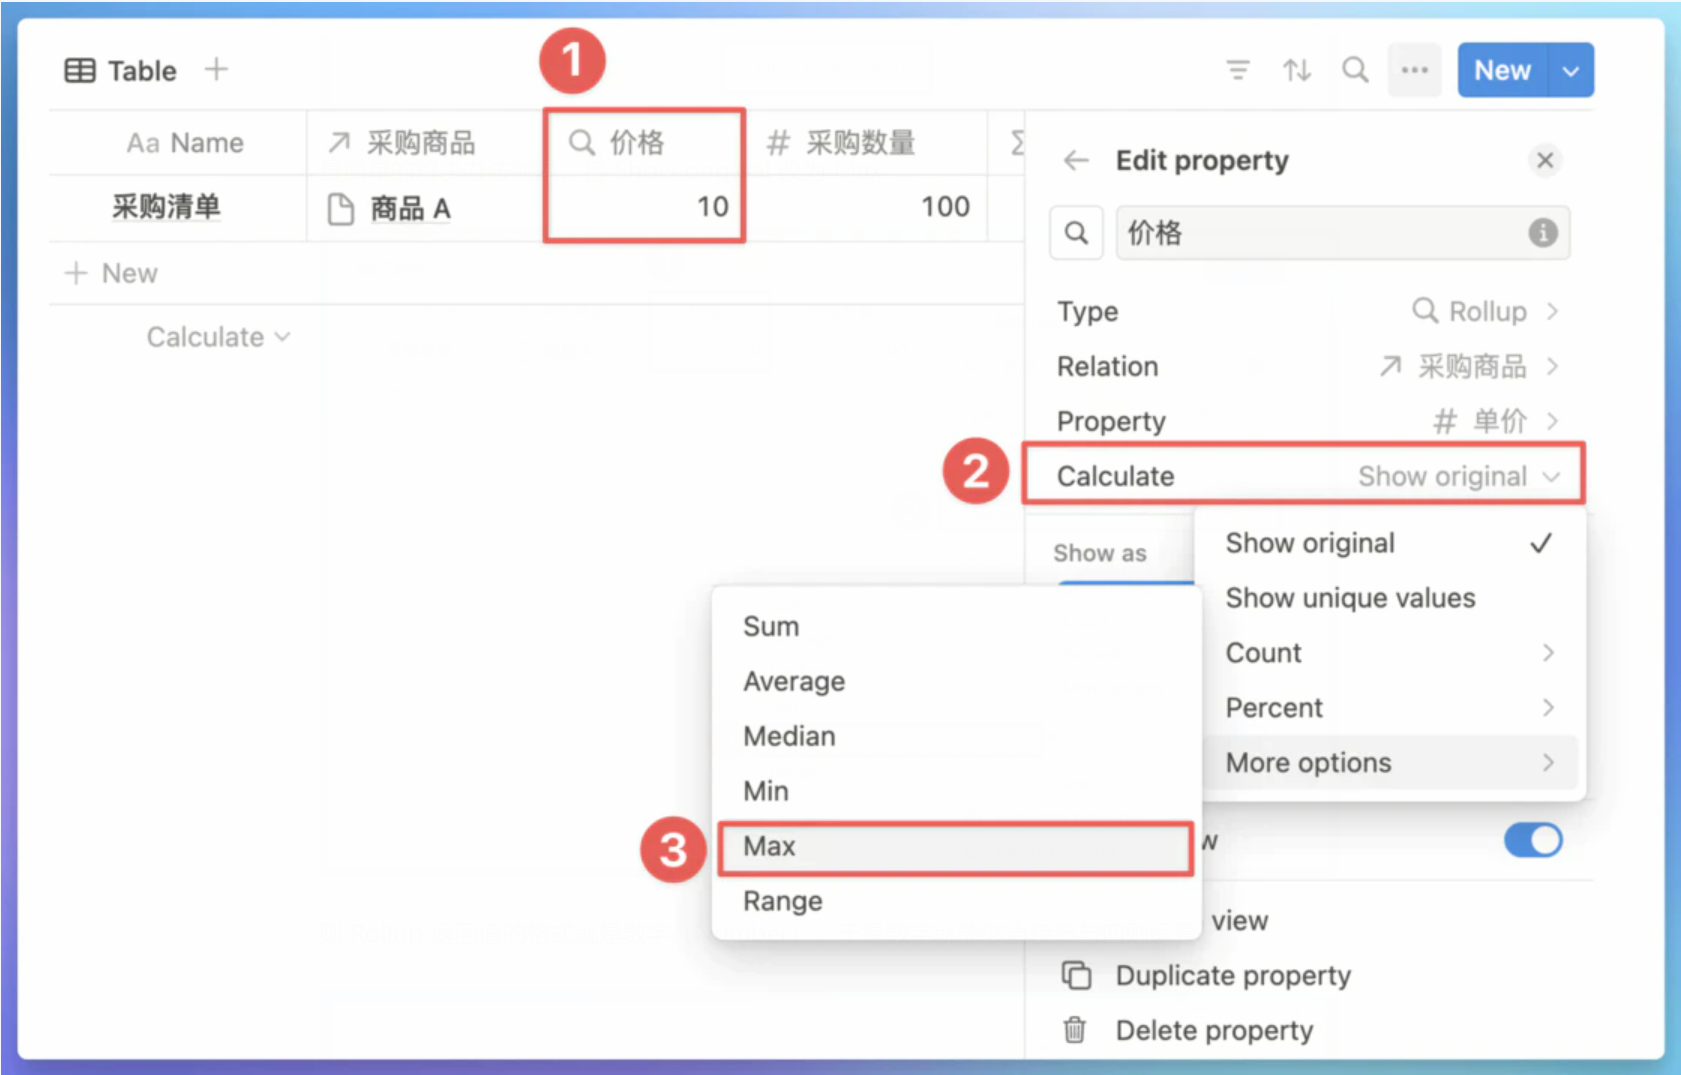 Table
1
New
Aa Name
采购商品
价格
# 采购数量
Σ
采购清单
商品 A
10
100
+ New
Calculate
Edit property
价格
Type
Rollup
Relation
采购商品
Property
# 单价
2
Calculate
Show original
Show as
Show original
Show unique values
Count
Percent
More options
Sum
Average
Median
Min
3
Max
Range
w
view
Duplicate property
Delete property